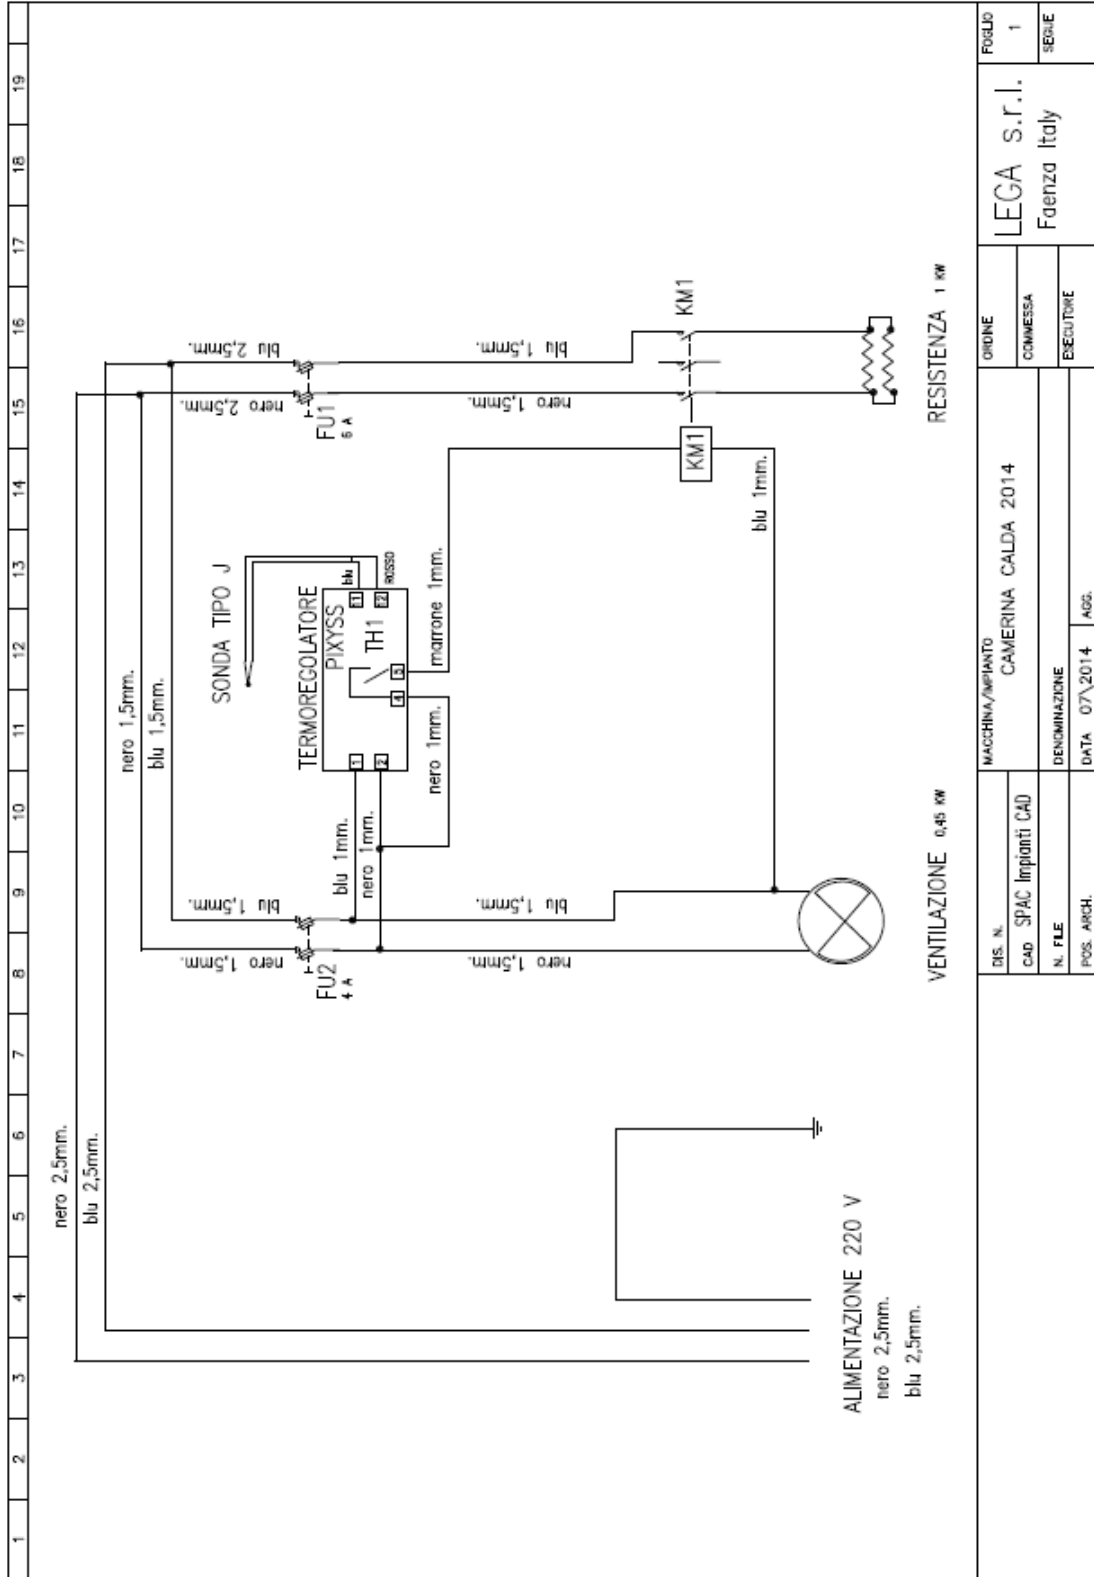 1 2 3 4 5 6 7 8 9 10 11 12 13 14 15 16 17 18 19
nero 2,5mm.
blu 2,5mm.
nero 1,5mm.
blu 1,5mm.
SONDA TIPO J
nero 1,5mm.
blu 1,5mm.
nero 2,5mm.
blu 2,5mm.
FU2
4 A
FU1
6 A
TERMOREGOLATORE
PIXYSS
TH1
1
2
4
5
11
12
blu
ROSSO
blu 1mm.
nero 1mm.
nero 1mm.
marrone 1mm.
nero 1,5mm.
blu 1,5mm.
nero 1,5mm.
blu 1,5mm.
KM1
KM1
blu 1mm.
ALIMENTAZIONE 220 V
nero 2,5mm.
blu 2,5mm.
VENTILAZIONE 0,45 KW
RESISTENZA 1 KW
DIS. N.
CAD SPAC Impianti CAD
N. FILE
POS. ARCH.
MACCHINA/IMPIANTO
CAMERINA CALDA 2014
DENOMINAZIONE
DATA 07\2014
AGG.
ORDINE
COMMESSA
ESECUTORE
LEGA s.r.l.
Faenza Italy
FOGLIO
1
SEGUE